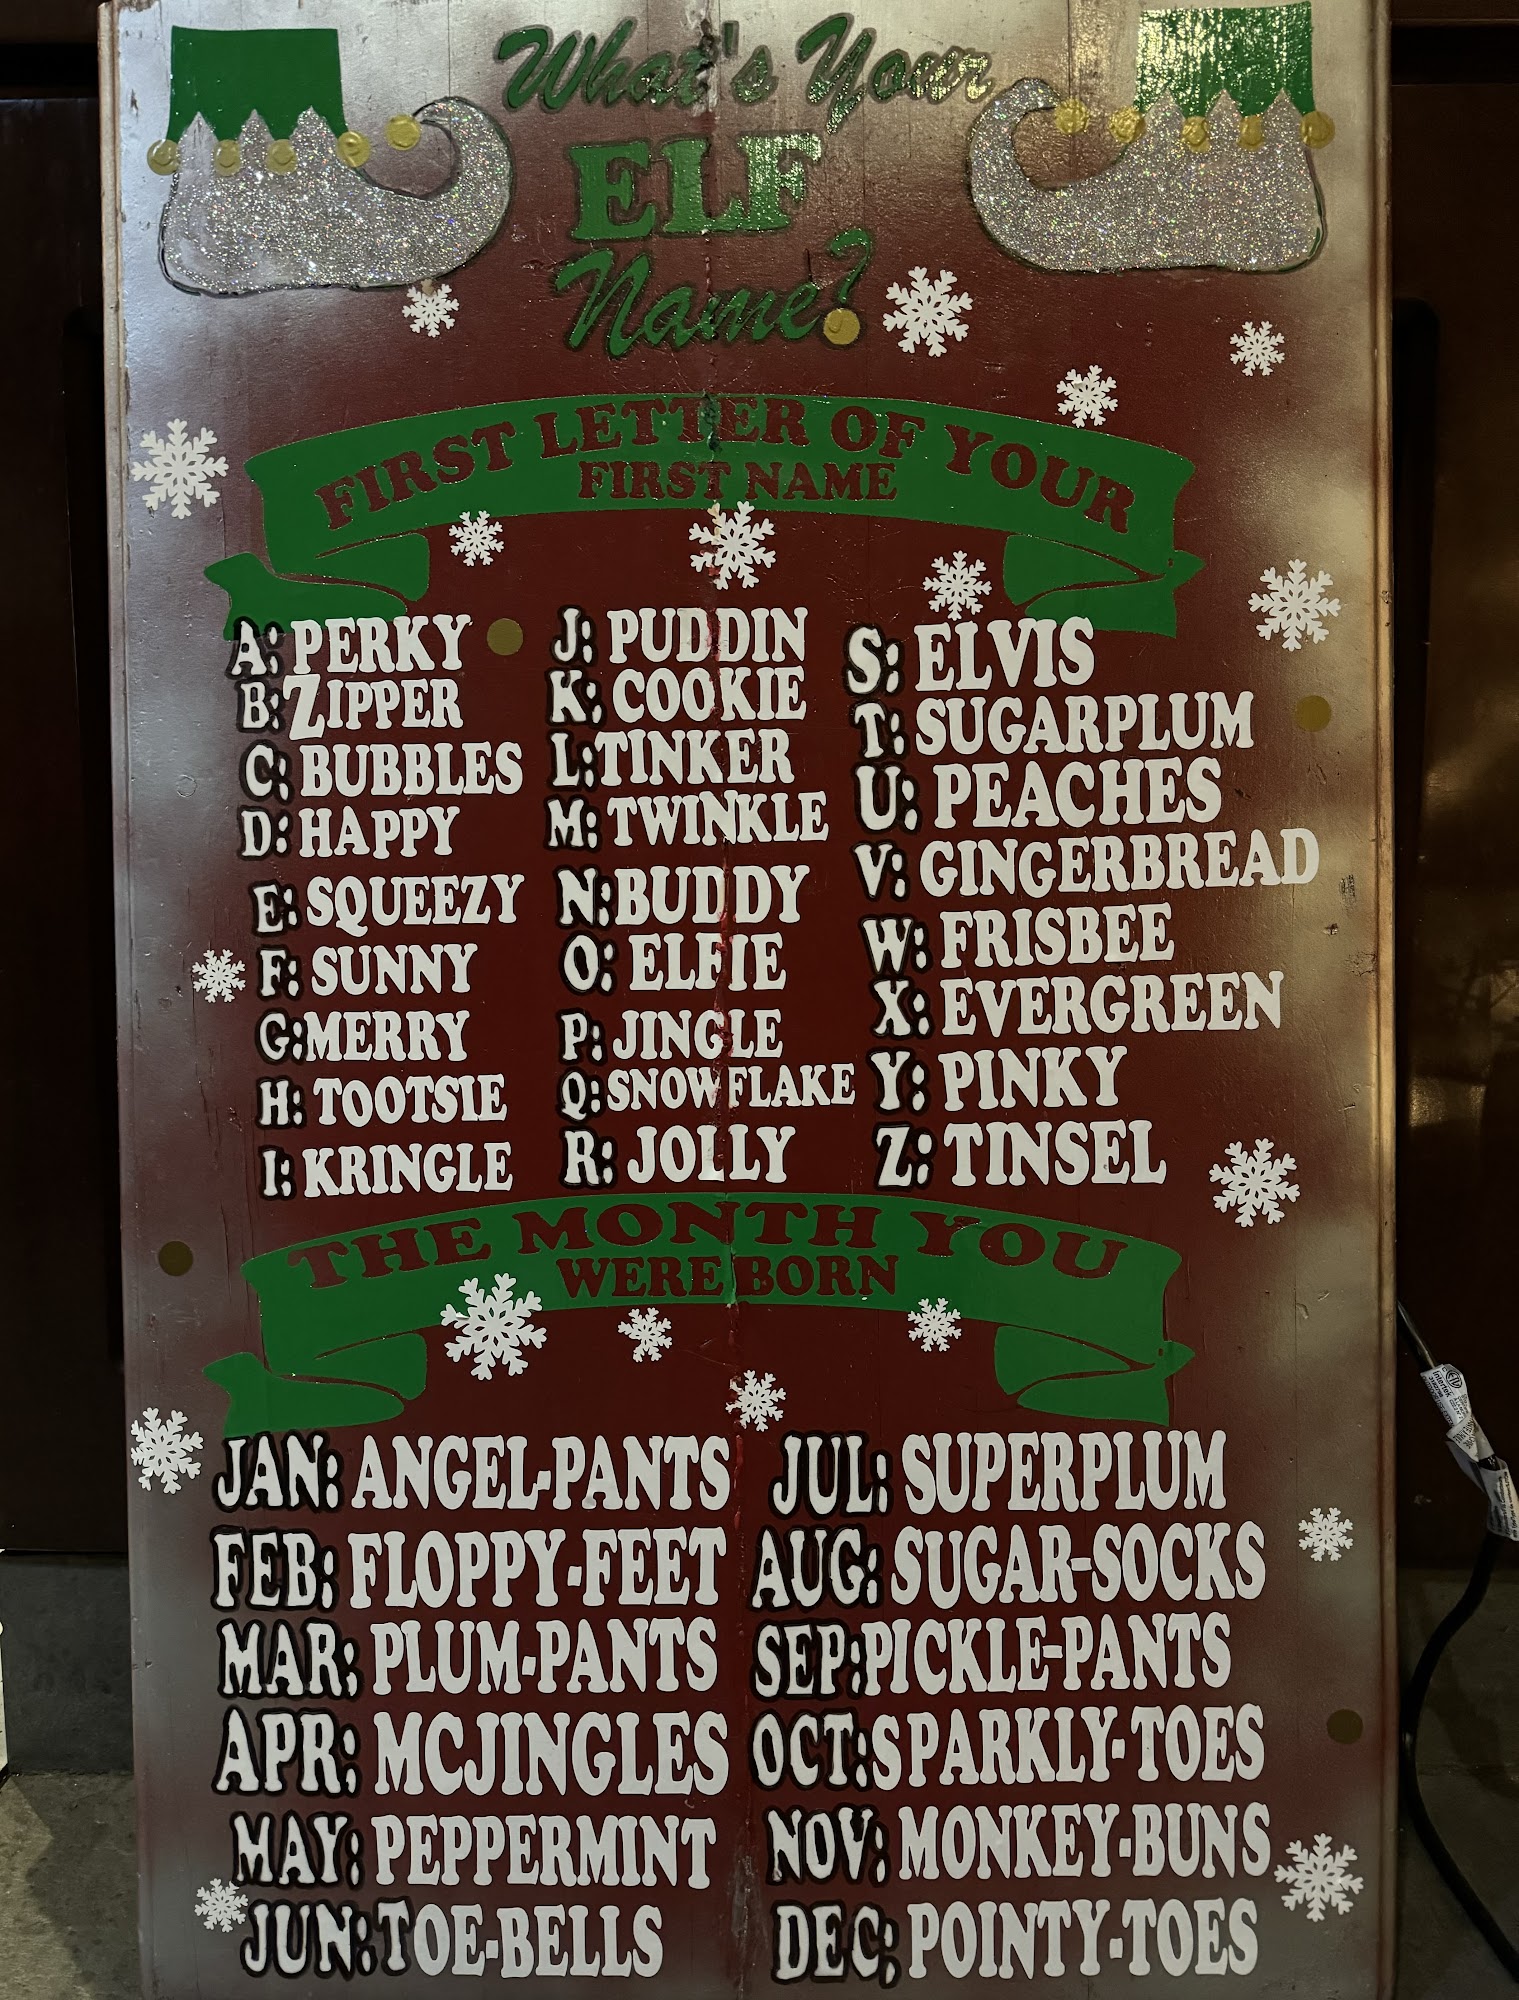 What's Your
ELF
Name?
FIRST LETTER OF YOUR
FIRST NAME
A: PERKY
B: ZIPPER
C: BUBBLES
D: HAPPY
E: SQUEEZY
F: SUNNY
G: MERRY
H: TOOTSIE
I: KRINGLE
J: PUDDIN
K: COOKIE
L: TINKER
M: TWINKLE
N: BUDDY
O: ELFIE
P: JINGLE
Q: SNOWFLAKE
R: JOLLY
S: ELVIS
T: SUGARPLUM
U: PEACHES
V: GINGERBREAD
W: FRISBEE
X: EVERGREEN
Y: PINKY
Z: TINSEL
THE MONTH YOU
WERE BORN
JAN: ANGEL-PANTS
FEB: FLOPPY-FEET
MAR: PLUM-PANTS
APR: MCJINGLES
MAY: PEPPERMINT
JUN: TOE-BELLS
JUL: SUPERPLUM
AUG: SUGAR-SOCKS
SEP: PICKLE-PANTS
OCT: SPARKLY-TOES
NOV: MONKEY-BUNS
DEC: POINTY-TOES
Intertek